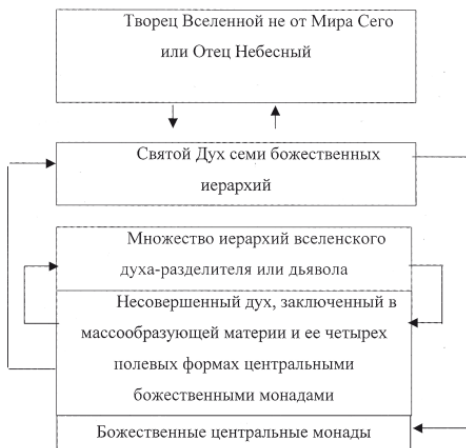 Творец Вселенной не от Мира Сего
или Отец Небесный
Святой Дух семи божественных
иерархий
Множество иерархий вселенского
духа-разделителя или дьявола
Несовершенный дух, заключенный в
массообразующей материи и ее четырех
полевых формах центральными
божественными монадами
Божественные центральные монады